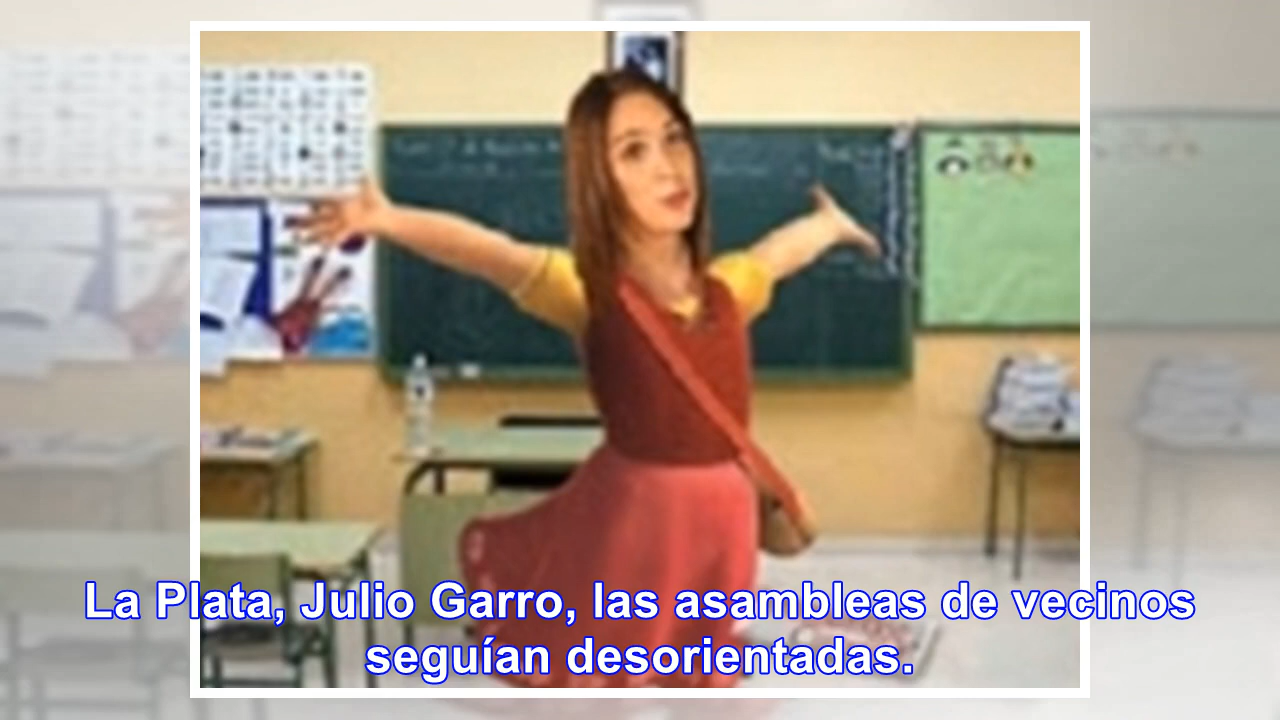 La Plata, Julio Garro, las asambleas de vecinos
seguían desorientadas.